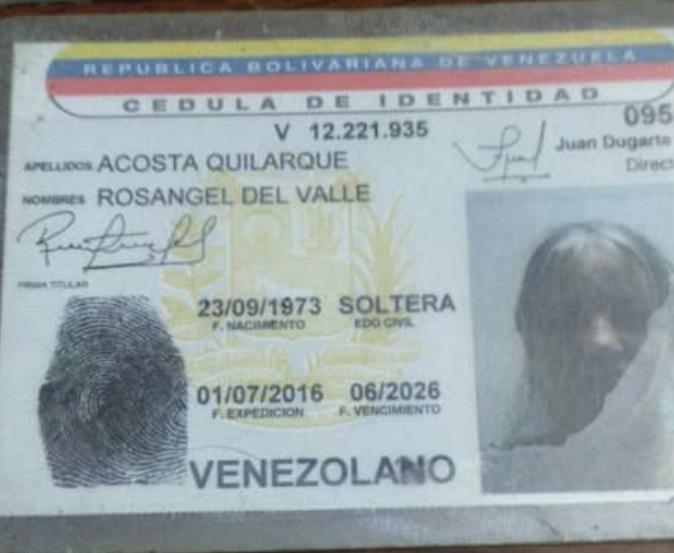 REPUBLICA BOLIVARIANA DE VENEZUELA
CEDULA DE IDENTIDAD
V 12.221.935
095
Juan Dugarte
Direct
APELLIDOS ACOSTA QUILARQUE
NOMBRES ROSANGEL DEL VALLE
FIRMA TITULAR
23/09/1973 SOLTERA
F. NACIMIENTO EDO CIVIL
01/07/2016 06/2026
F. EXPEDICION F. VENCIMIENTO
VENEZOLANO